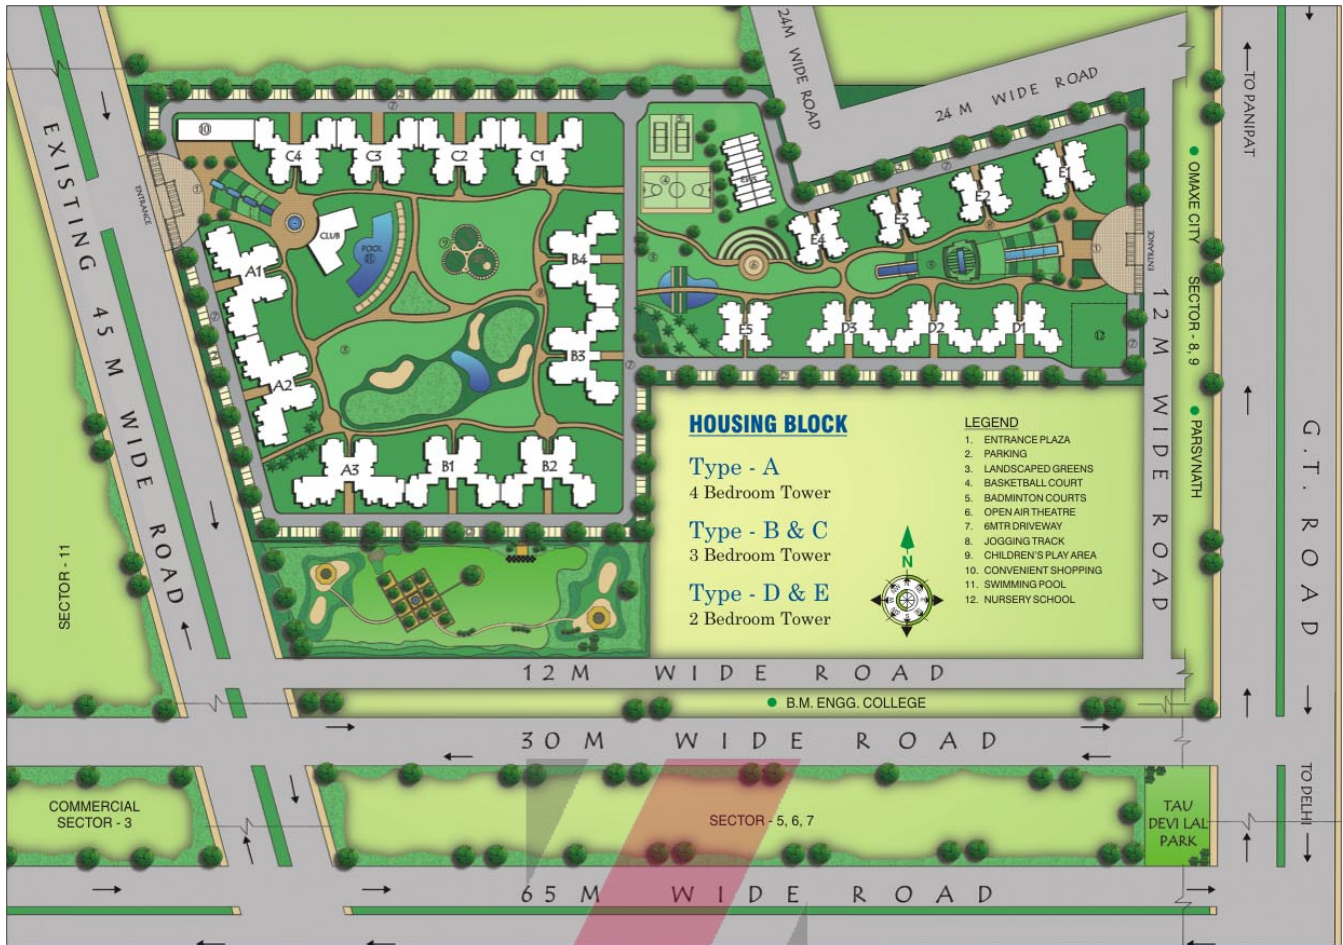 24M WIDE ROAD
24 M WIDE ROAD
EXISTING 45 M WIDE ROAD
TO PANIPAT
OMAXE CITY SECTOR - 8, 9
PARSVNATH
G.T. ROAD
TO DELHI
12M WIDE ROAD
SECTOR - 11
ENTRANCE
10
C4
C3
C2
C1
CLUB
POOL
11
A1
A2
A3
B1
B2
B3
B4
E1
E2
E3
E4
E5
D3
D2
D1
12
ENTRANCE
HOUSING BLOCK
Type - A
4 Bedroom Tower
Type - B & C
3 Bedroom Tower
Type - D & E
2 Bedroom Tower
N
LEGEND
1. ENTRANCE PLAZA
2. PARKING
3. LANDSCAPED GREENS
4. BASKETBALL COURT
5. BADMINTON COURTS
6. OPEN AIR THEATRE
7. 6MTR DRIVEWAY
8. JOGGING TRACK
9. CHILDREN'S PLAY AREA
10. CONVENIENT SHOPPING
11. SWIMMING POOL
12. NURSERY SCHOOL
12M WIDE ROAD
B.M. ENGG. COLLEGE
30M WIDE ROAD
COMMERCIAL
SECTOR - 3
SECTOR - 5, 6, 7
TAU
DEVI LAL
PARK
65M WIDE ROAD